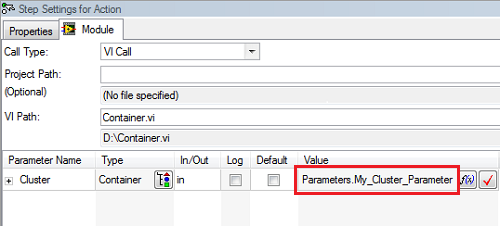 Step Settings for Action
Properties Module
Call Type: VI Call
Project Path:
(Optional) (No file specified)
VI Path: Container.vi
D:\Container.vi
Parameter Name Type In/Out Log Default Value
Cluster Container in Parameters.My_Cluster_Parameter f(x)